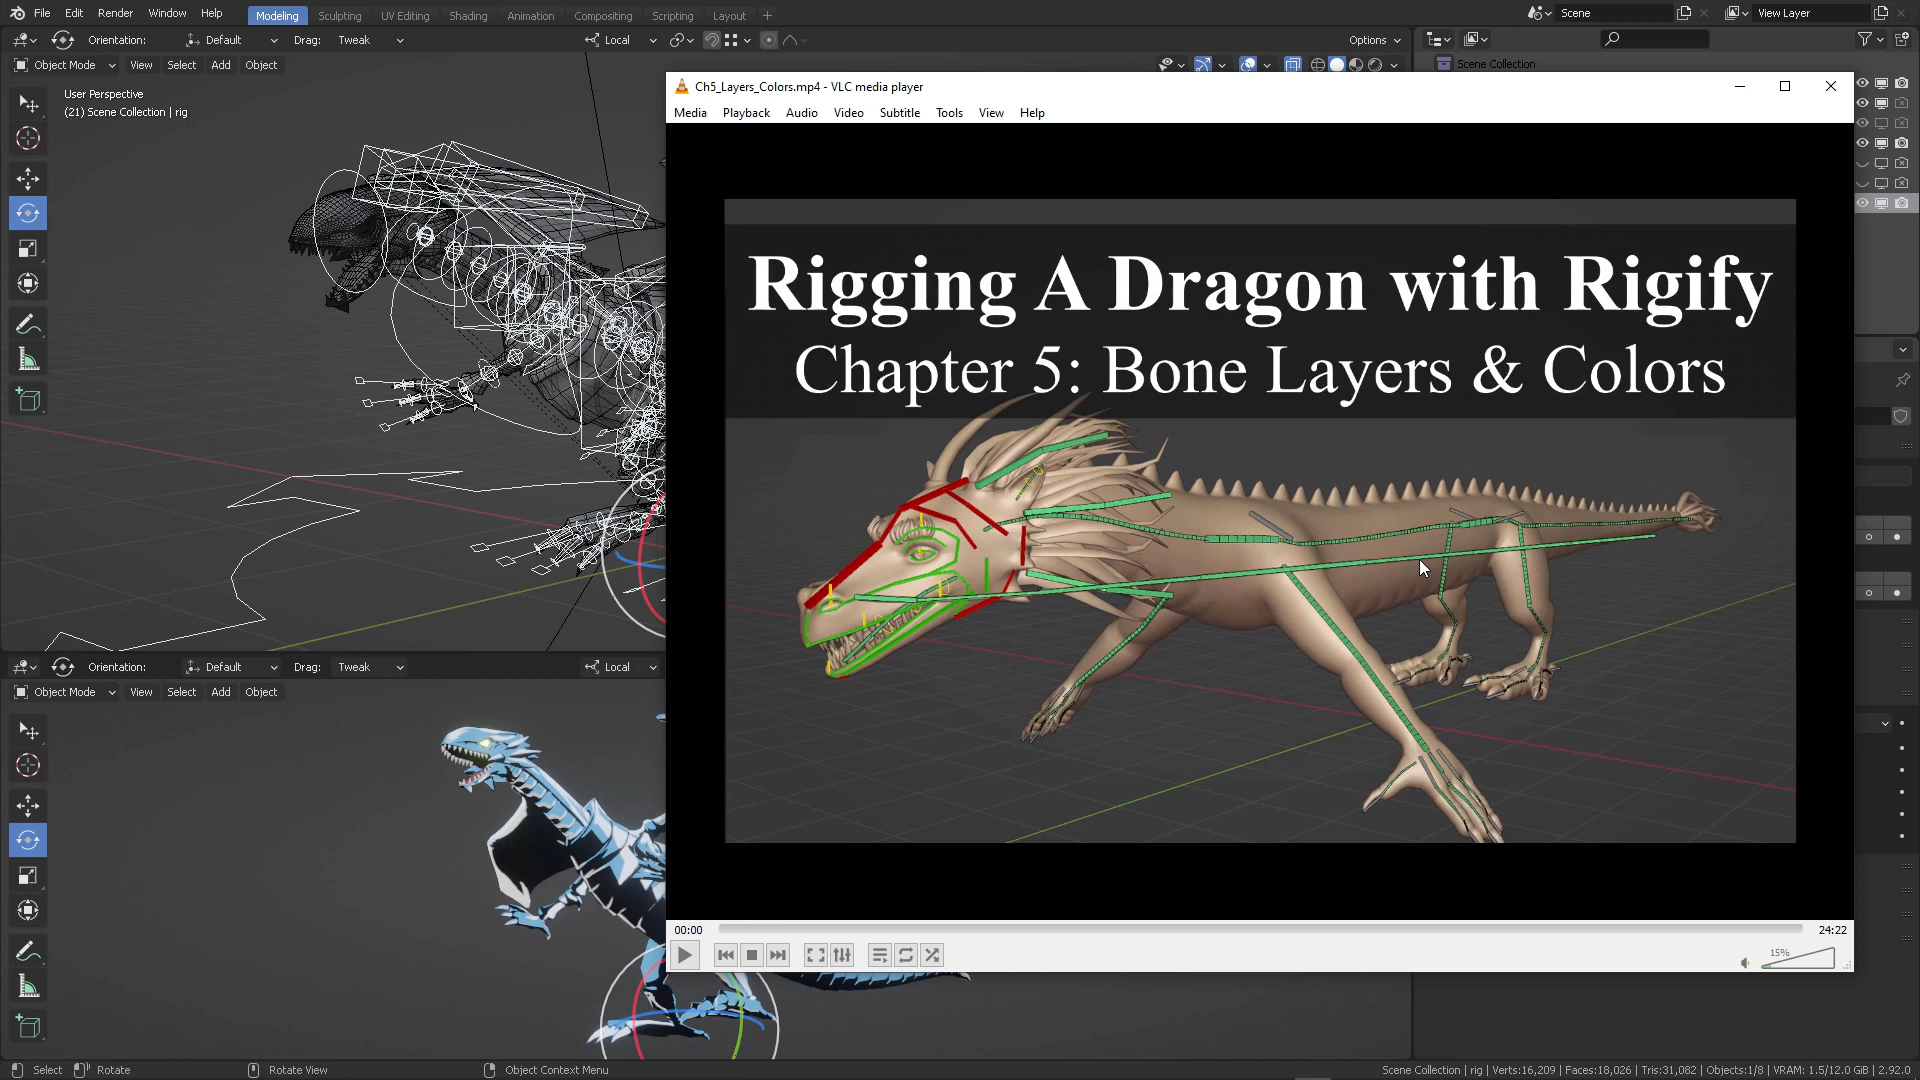 File Edit Render Window Help
Modeling Sculpting UV Editing Shading Animation Compositing Scripting Layout
Scene
View Layer
Orientation: Default Drag: Tweak
Local
Options
Object Mode View Select Add Object
Scene Collection
User Perspective
(21) Scene Collection | rig
Ch5_Layers_Colors.mp4 - VLC media player
Media Playback Audio Video Subtitle Tools View Help
Rigging A Dragon with Rigify
Chapter 5: Bone Layers & Colors
Orientation: Default Drag: Tweak
Local
Object Mode View Select Add Object
00:00
24:22
15%
Select Rotate Rotate View Object Context Menu
Scene Collection | rig | Verts:16,209 | Faces:18,026 | Tris:31,082 | Objects:1/8 | VRAM: 1.5/12.0 GiB | 2.92.0